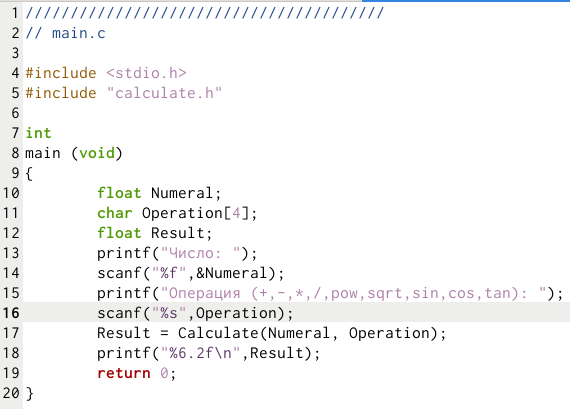 1 ////////////////////////////////////////
2 // main.c
3
4 #include <stdio.h>
5 #include "calculate.h"
6
7 int
8 main (void)
9 {
10 float Numeral;
11 char Operation[4];
12 float Result;
13 printf("Число: ");
14 scanf("%f",&Numeral);
15 printf("Операция (+,-,*,/,pow,sqrt,sin,cos,tan): ");
16 scanf("%s",Operation);
17 Result = Calculate(Numeral, Operation);
18 printf("%6.2f\n",Result);
19 return 0;
20 }